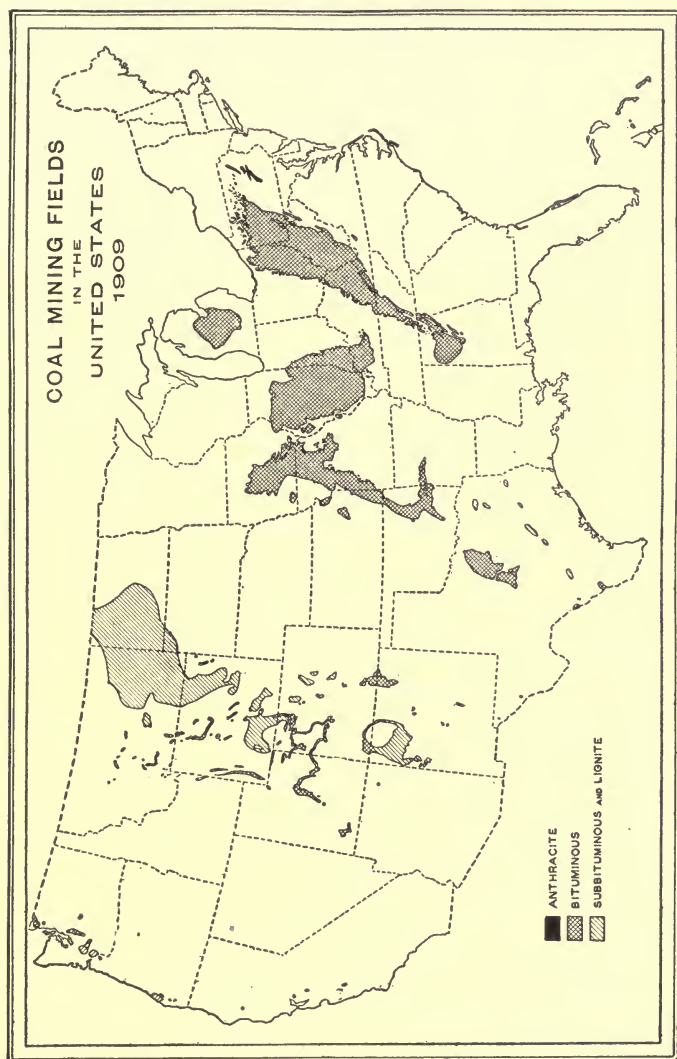 COAL MINING FIELDS
IN THE
UNITED STATES
1909
ANTHRACITE
BITUMINOUS
SUBBITUMINOUS AND LIGNITE